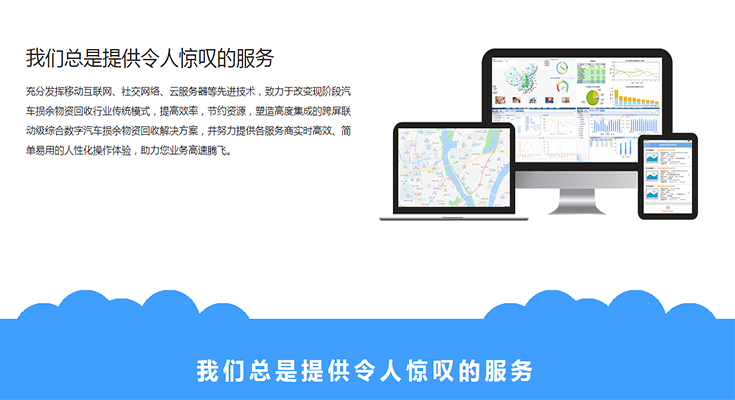 我们总是提供令人惊叹的服务
充分发挥移动互联网、社交网络、云服务器等先进技术，致力于改变现阶段汽
车损余物资回收行业传统模式，提高效率，节约资源，塑造高度集成的跨屏联
动级综合数字汽车损余物资回收解决方案，并努力提供各服务商实时高效、简
单易用的人性化操作体验，助力您业务高速腾飞。
我们总是提供令人惊叹的服务